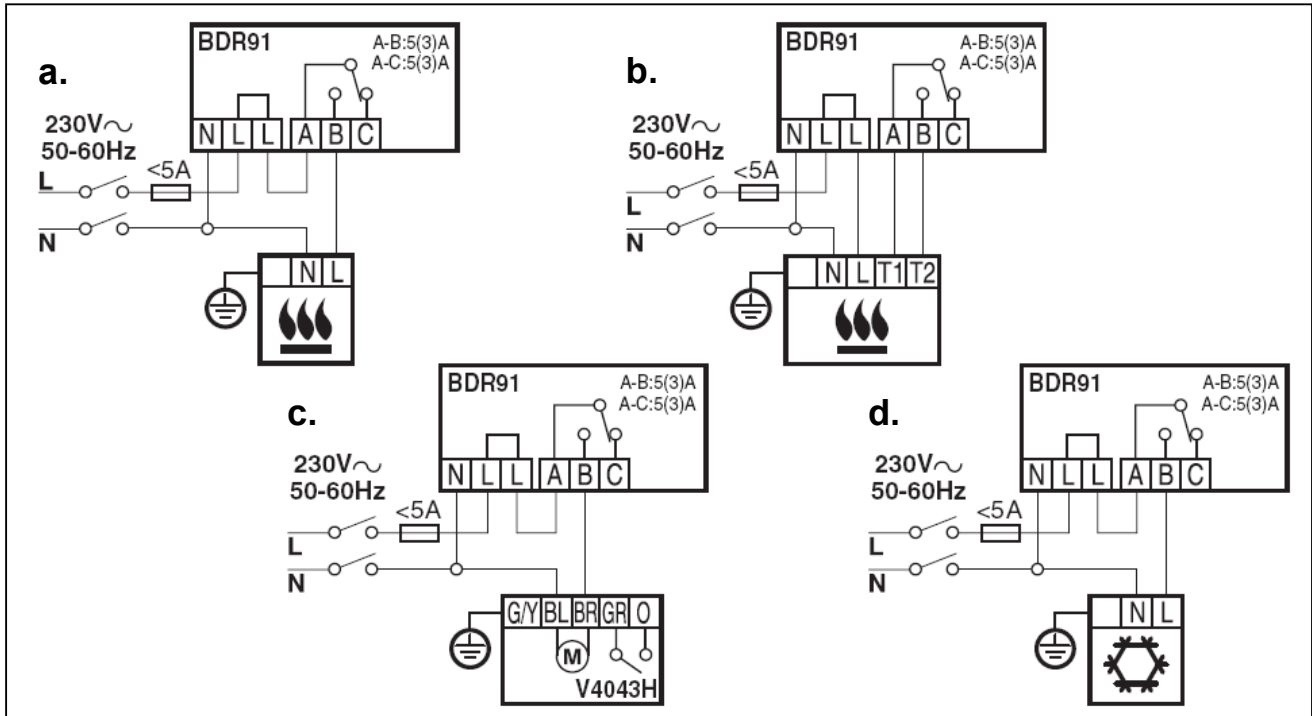 a.
BDR91
A-B:5(3)A
A-C:5(3)A
N L L A B C
230V~
50-60Hz
<5A
L
N
N L
b.
BDR91
A-B:5(3)A
A-C:5(3)A
N L L A B C
230V~
50-60Hz
<5A
L
N
N L T1 T2
c.
BDR91
A-B:5(3)A
A-C:5(3)A
N L L A B C
230V~
50-60Hz
<5A
L
N
G/Y BL BR GR O
M
V4043H
d.
BDR91
A-B:5(3)A
A-C:5(3)A
N L L A B C
230V~
50-60Hz
<5A
L
N
N L